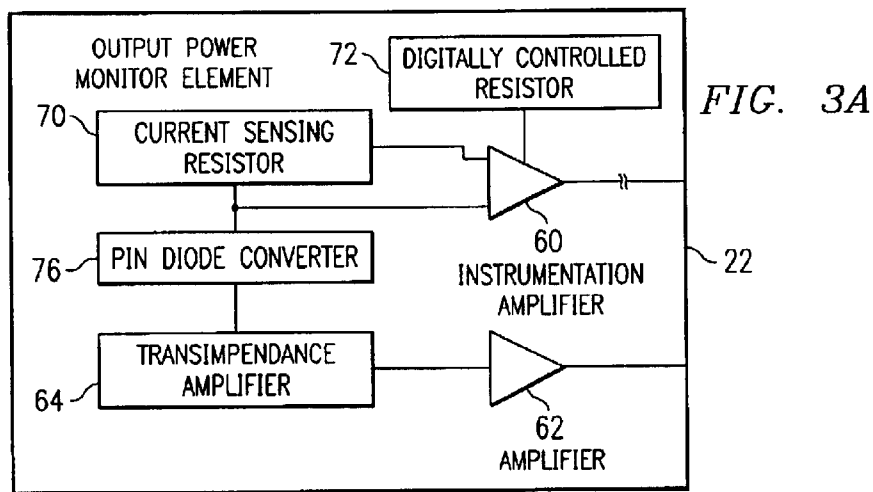 OUTPUT POWER
MONITOR ELEMENT
72
DIGITALLY CONTROLLED
RESISTOR
FIG. 3A
70
CURRENT SENSING
RESISTOR
60
INSTRUMENTATION
AMPLIFIER
22
76
PIN DIODE CONVERTER
TRANSIMPENDANCE
AMPLIFIER
64
62
AMPLIFIER